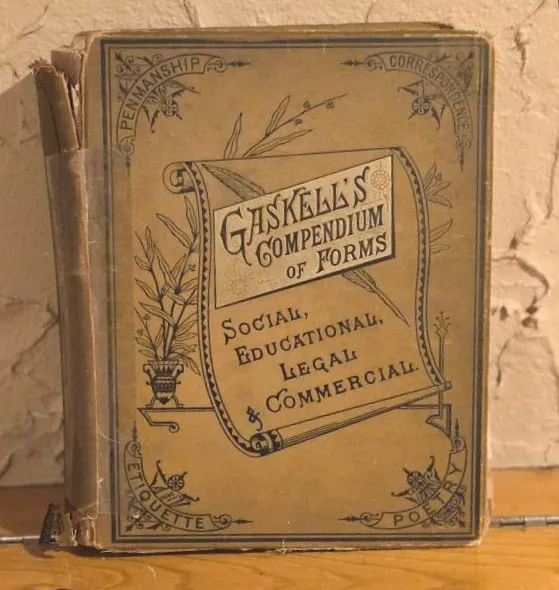 PENMANSHIP
CORRESPONDENCE
GASKELL'S
COMPENDIUM
OF FORMS
SOCIAL,
EDUCATIONAL,
LEGAL
& COMMERCIAL.
ETIQUETTE
POETRY